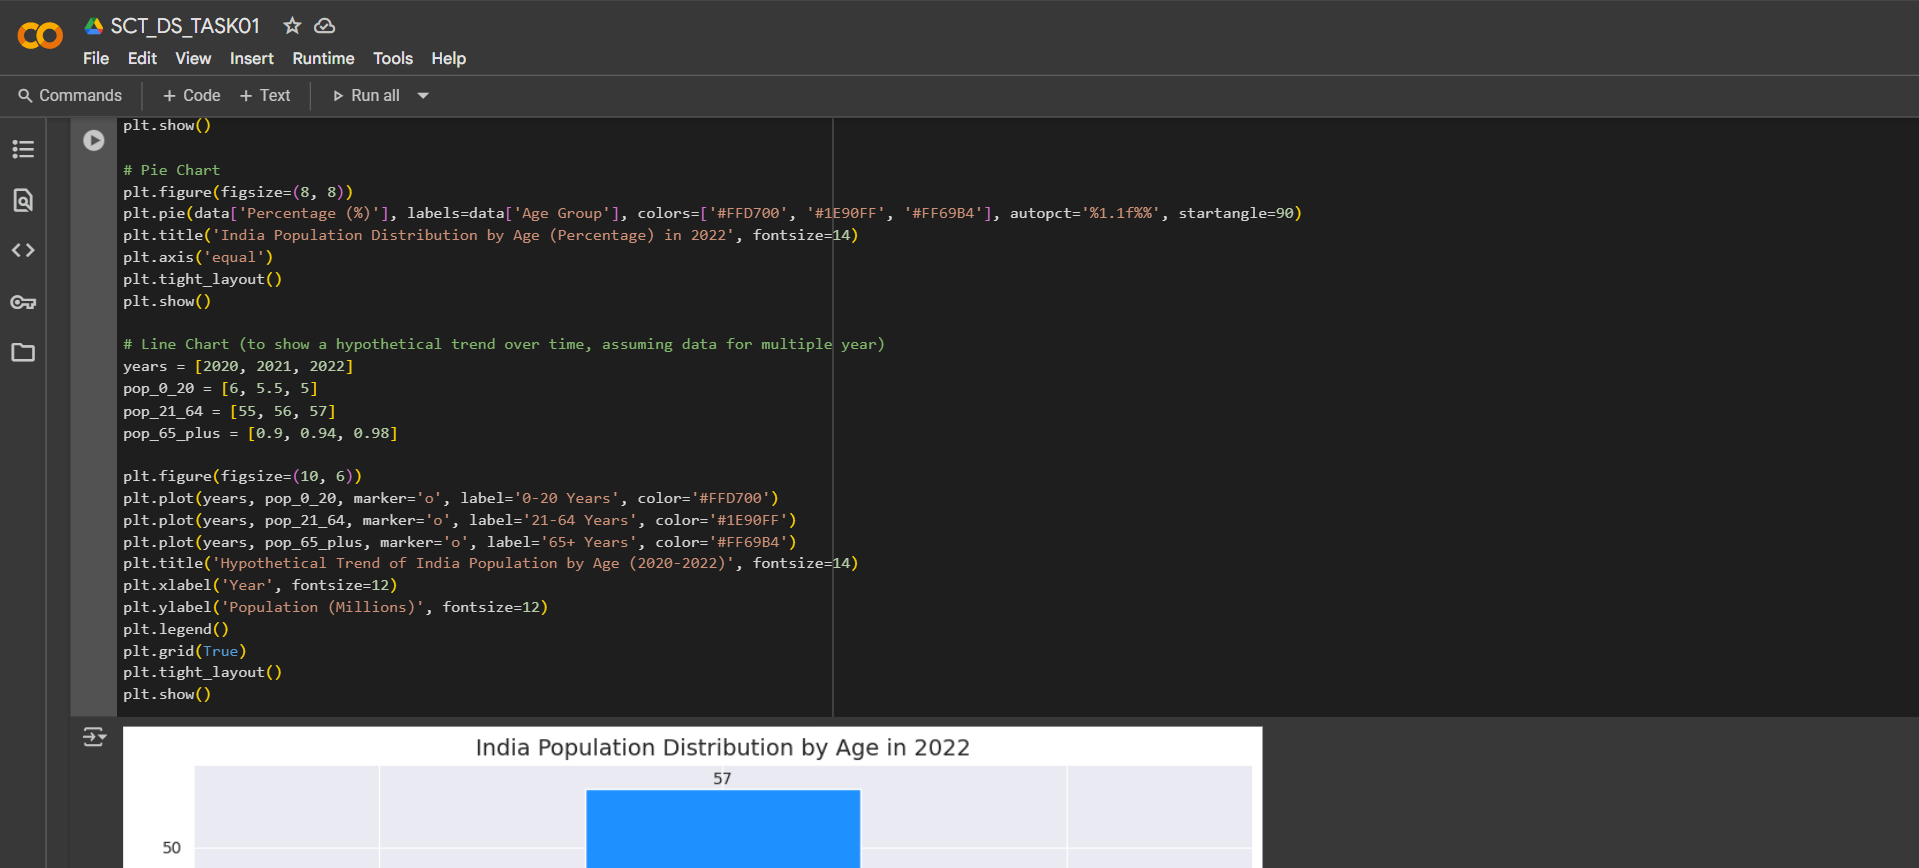 SCT_DS_TASK01
File Edit View Insert Runtime Tools Help
Commands + Code + Text Run all
plt.show()
# Pie Chart
plt.figure(figsize=(8, 8))
plt.pie(data['Percentage (%)'], labels=data['Age Group'], colors=['#FFD700', '#1E90FF', '#FF69B4'], autopct='%1.1f%%', startangle=90)
plt.title('India Population Distribution by Age (Percentage) in 2022', fontsize=14)
plt.axis('equal')
plt.tight_layout()
plt.show()
# Line Chart (to show a hypothetical trend over time, assuming data for multiple year)
years = [2020, 2021, 2022]
pop_0_20 = [6, 5.5, 5]
pop_21_64 = [55, 56, 57]
pop_65_plus = [0.9, 0.94, 0.98]
plt.figure(figsize=(10, 6))
plt.plot(years, pop_0_20, marker='o', label='0-20 Years', color='#FFD700')
plt.plot(years, pop_21_64, marker='o', label='21-64 Years', color='#1E90FF')
plt.plot(years, pop_65_plus, marker='o', label='65+ Years', color='#FF69B4')
plt.title('Hypothetical Trend of India Population by Age (2020-2022)', fontsize=14)
plt.xlabel('Year', fontsize=12)
plt.ylabel('Population (Millions)', fontsize=12)
plt.legend()
plt.grid(True)
plt.tight_layout()
plt.show()
India Population Distribution by Age in 2022
57
50